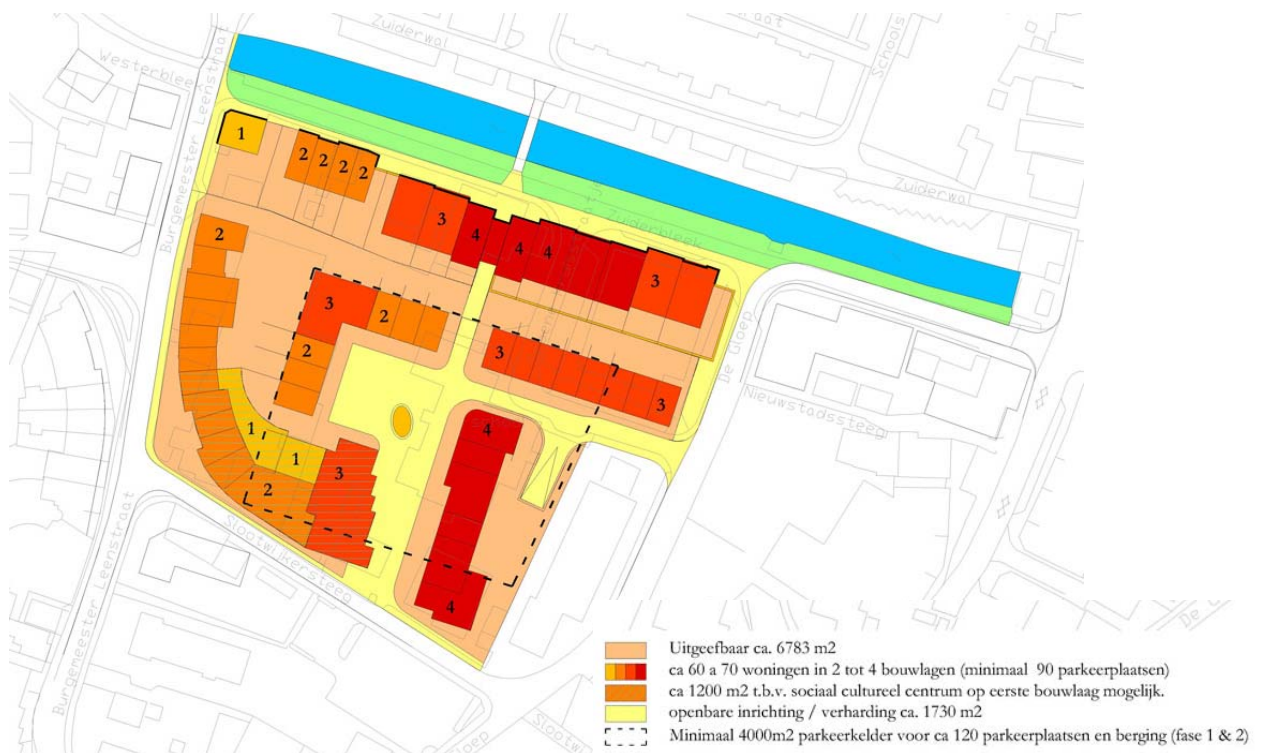 Zuiderwal
Schools
Westerblee
Burgemeester Leenstraat
1
2 2 2 2
Zuiderwal
3
4
4 4
Zuiderbleek
3
2
3
2
2
3
3
De Gloep
Nieuwstadssteeg
1
1
3
4
2
Slootwijkersteeg
4
Burgemeester Leenstraat
Uitgeefbaar ca. 6783 m2
ca 60 a 70 woningen in 2 tot 4 bouwlagen (minimaal 90 parkeerplaatsen)
ca 1200 m2 t.b.v. sociaal cultureel centrum op eerste bouwlaag mogelijk.
openbare inrichting / verharding ca. 1730 m2
Minimaal 4000m2 parkeerkelder voor ca 120 parkeerplaatsen en berging (fase 1 & 2)